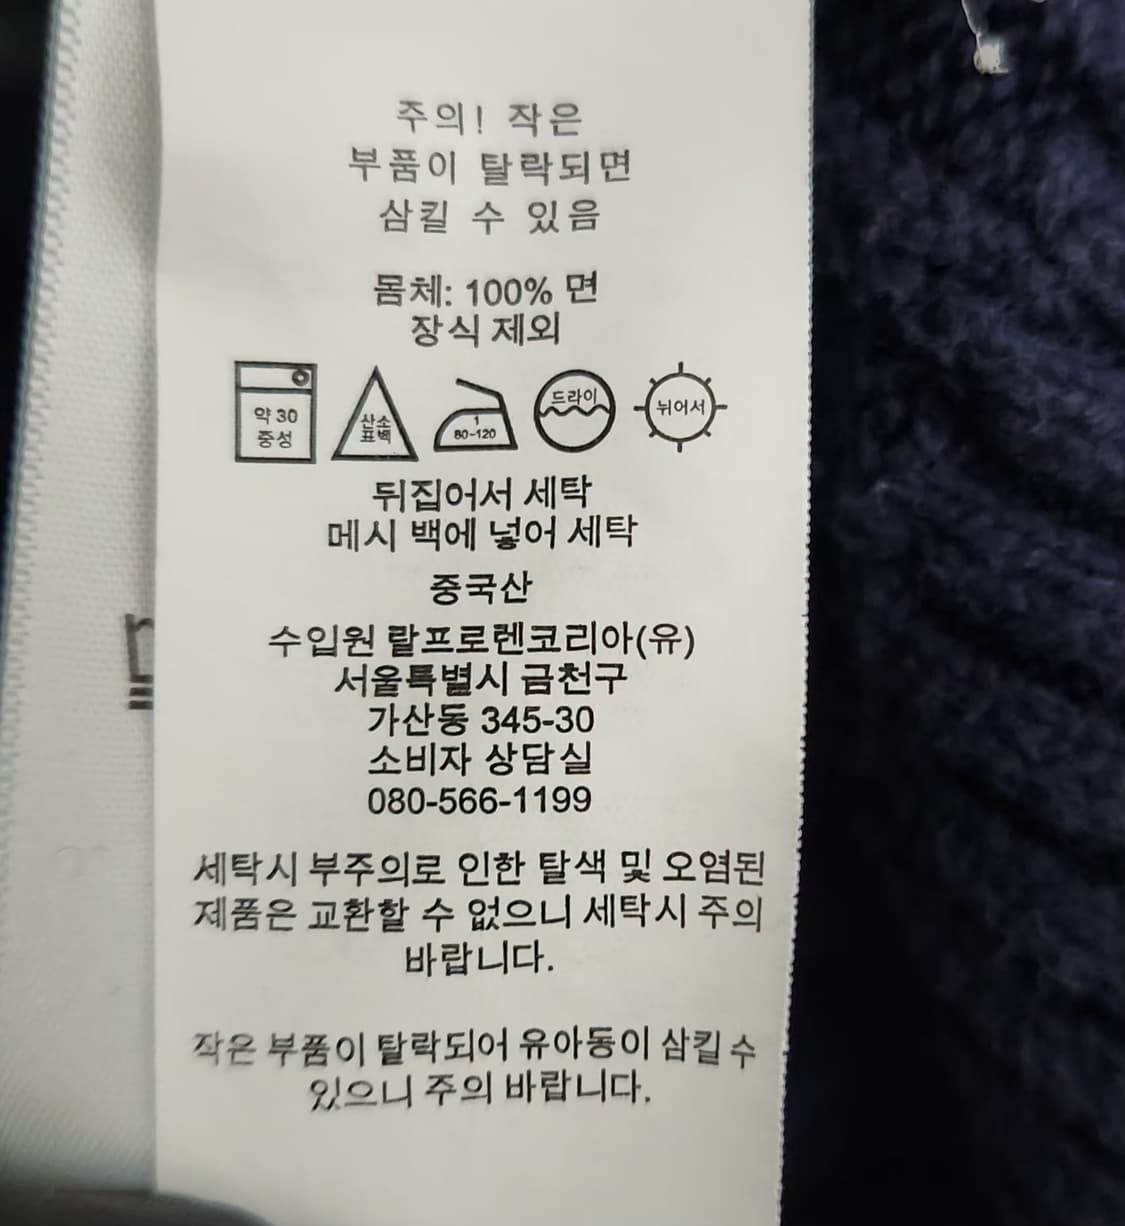 주의! 작은
부품이 탈락되면
삼킬 수 있음
몸체: 100% 면
장식 제외
약 30
중성
산소
표백
1
80-120
드라이
뉘어서
뒤집어서 세탁
메시 백에 넣어 세탁
중국산
수입원 랄프로렌코리아(유)
서울특별시 금천구
가산동 345-30
소비자 상담실
080-566-1199
세탁시 부주의로 인한 탈색 및 오염된
제품은 교환할 수 없으니 세탁시 주의
바랍니다.
작은 부품이 탈락되어 유아동이 삼킬 수
있으니 주의 바랍니다.